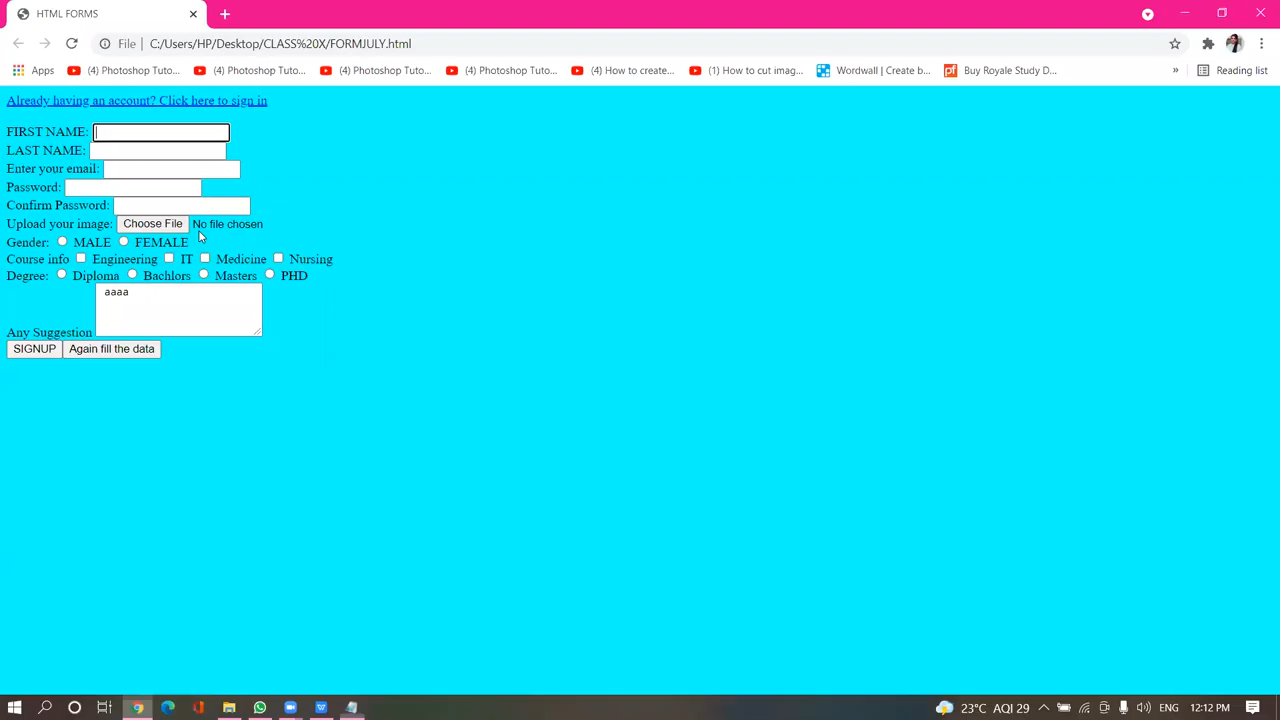 HTML FORMS
File | C:/Users/HP/Desktop/CLASS%20X/FORMJULY.html
Apps (4) Photoshop Tuto... (4) Photoshop Tuto... (4) Photoshop Tuto... (4) Photoshop Tuto... (4) How to create... (1) How to cut imag... Wordwall | Create b... Buy Royale Study D... » Reading list
Already having an account? Click here to sign in
FIRST NAME:
LAST NAME:
Enter your email:
Password:
Confirm Password:
Upload your image: Choose File No file chosen
Gender: MALE FEMALE
Course info Engineering IT Medicine Nursing
Degree: Diploma Bachlors Masters PHD
aaaa
Any Suggestion
SIGNUP Again fill the data
23°C AQI 29 ENG 12:12 PM